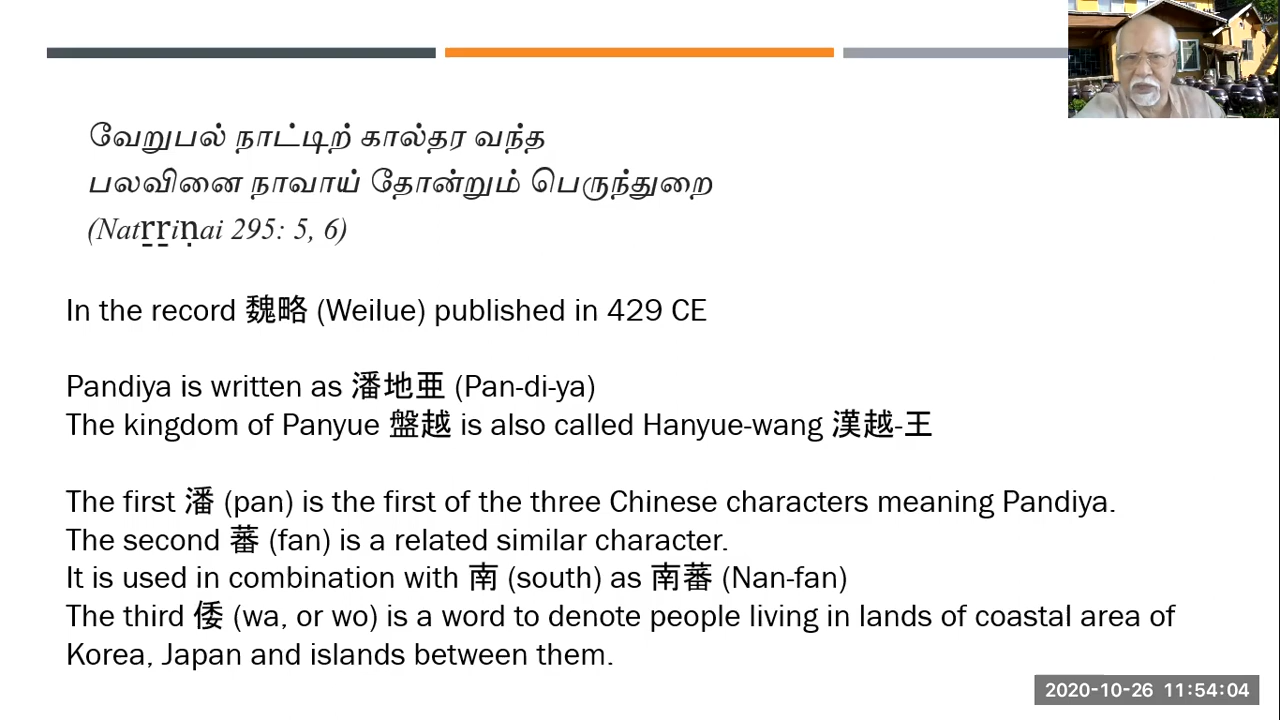 வேறுபல் நாட்டிற் கால்தர வந்த
பலவினை நாவாய் தோன்றும் பெருந்துறை
(Natṟṟiṇai 295: 5, 6)
In the record 魏略 (Weilue) published in 429 CE
Pandiya is written as 潘地亜 (Pan-di-ya)
The kingdom of Panyue 盤越 is also called Hanyue-wang 漢越-王
The first 潘 (pan) is the first of the three Chinese characters meaning Pandiya.
The second 蕃 (fan) is a related similar character.
It is used in combination with 南 (south) as 南蕃 (Nan-fan)
The third 倭 (wa, or wo) is a word to denote people living in lands of coastal area of
Korea, Japan and islands between them.
2020-10-26 11:54:04